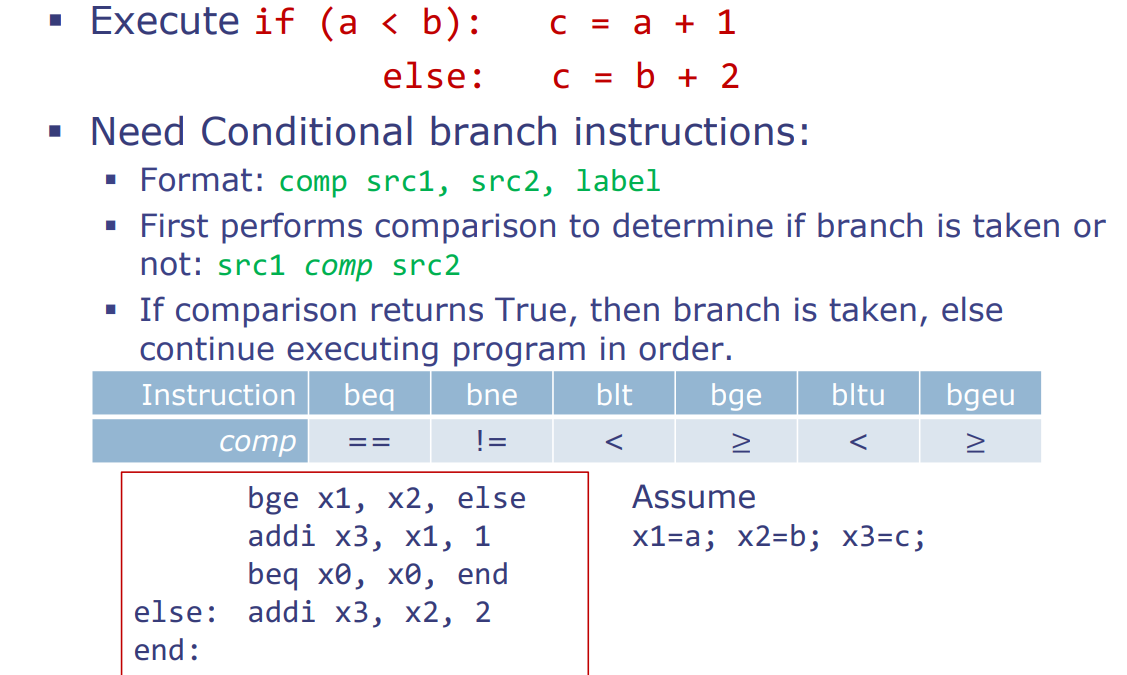 ▪ Execute if (a < b): c = a + 1
else: c = b + 2
▪ Need Conditional branch instructions:
▪ Format: comp src1, src2, label
▪ First performs comparison to determine if branch is taken or
not: src1 comp src2
▪ If comparison returns True, then branch is taken, else
continue executing program in order.
Instruction beq bne blt bge bltu bgeu
comp == != < ≥ < ≥
bge x1, x2, else
addi x3, x1, 1
beq x0, x0, end
else: addi x3, x2, 2
end:
Assume
x1=a; x2=b; x3=c;